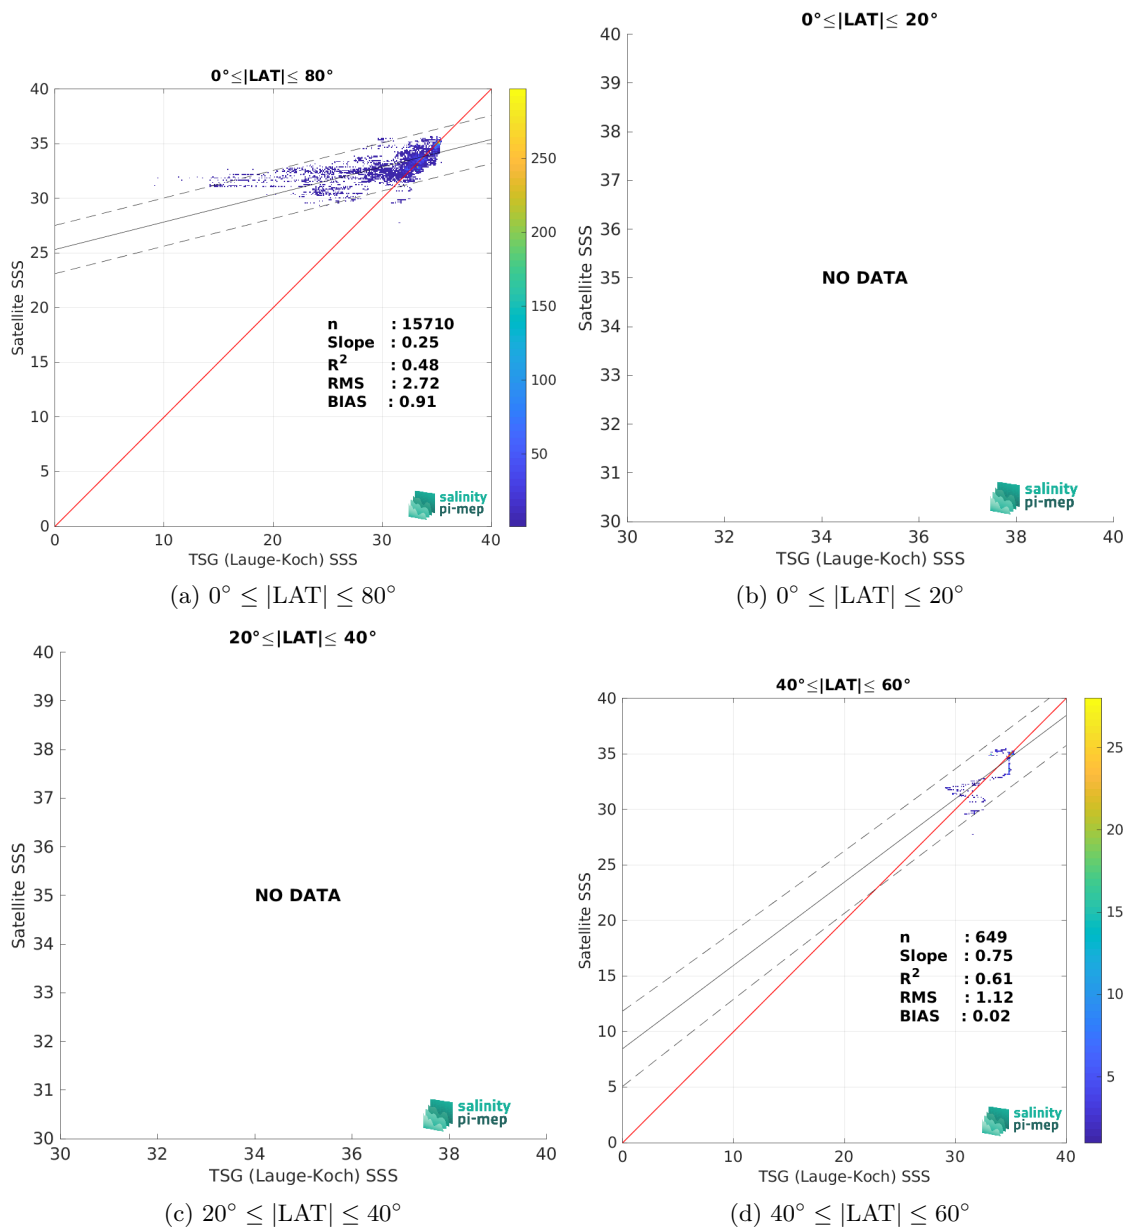 0°≤|LAT|≤ 80°
40
35
30
25
20
15
10
5
0
Satellite SSS
n : 15710
Slope : 0.25
R² : 0.48
RMS : 2.72
BIAS : 0.91
salinity
pi-mep
0 10 20 30 40
TSG (Lauge-Koch) SSS
250
200
150
100
50
(a) 0° ≤ |LAT| ≤ 80°
0°≤|LAT|≤ 20°
40
39
38
37
36
35
34
33
32
31
30
Satellite SSS
NO DATA
salinity
pi-mep
30 32 34 36 38 40
TSG (Lauge-Koch) SSS
(b) 0° ≤ |LAT| ≤ 20°
20°≤|LAT|≤ 40°
40
39
38
37
36
35
34
33
32
31
30
Satellite SSS
NO DATA
salinity
pi-mep
30 32 34 36 38 40
TSG (Lauge-Koch) SSS
(c) 20° ≤ |LAT| ≤ 40°
40°≤|LAT|≤ 60°
40
35
30
25
20
15
10
5
0
Satellite SSS
n : 649
Slope : 0.75
R² : 0.61
RMS : 1.12
BIAS : 0.02
salinity
pi-mep
0 10 20 30 40
TSG (Lauge-Koch) SSS
25
20
15
10
5
(d) 40° ≤ |LAT| ≤ 60°